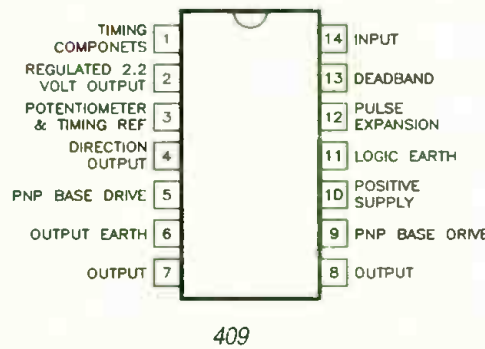 TIMING
COMPONETS 1
REGULATED 2.2
VOLT OUTPUT 2
POTENTIOMETER
& TIMING REF 3
DIRECTION
OUTPUT 4
PNP BASE DRIVE 5
OUTPUT EARTH 6
OUTPUT 7
14 INPUT
13 DEADBAND
12 PULSE
EXPANSION
11 LOGIC EARTH
1D POSITIVE
SUPPLY
9 PNP BASE DRIVE
8 OUTPUT
409